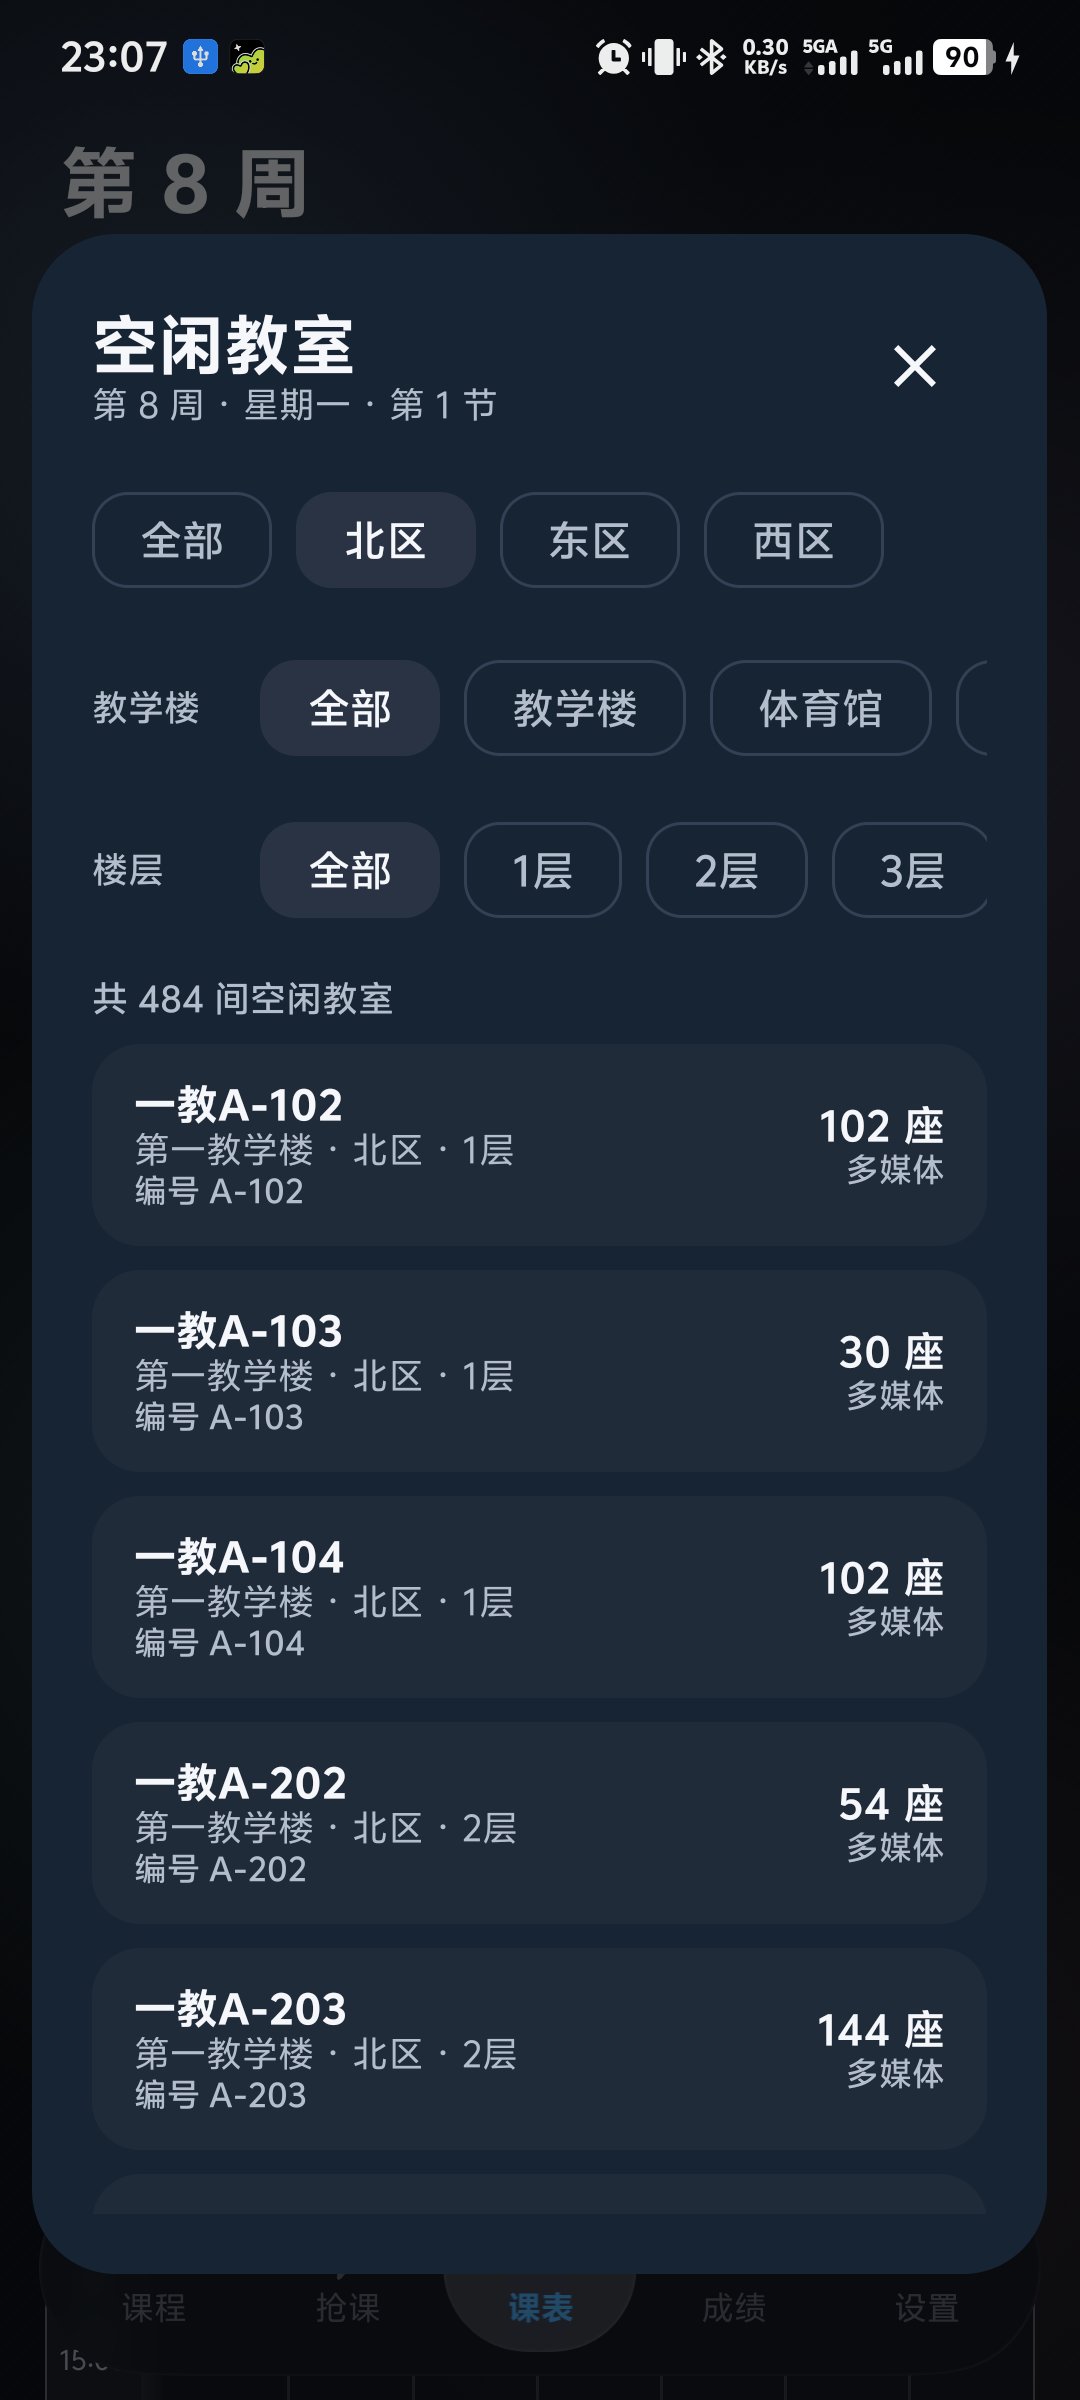 23:07
0.30 KB/s 5GA 5G 90
第 8 周
空闲教室
第 8 周 · 星期一 · 第 1 节
全部 北区 东区 西区
教学楼 全部 教学楼 体育馆
楼层 全部 1层 2层 3层
共 484 间空闲教室
一教A-102
第一教学楼 · 北区 · 1层
编号 A-102
102 座
多媒体
一教A-103
第一教学楼 · 北区 · 1层
编号 A-103
30 座
多媒体
一教A-104
第一教学楼 · 北区 · 1层
编号 A-104
102 座
多媒体
一教A-202
第一教学楼 · 北区 · 2层
编号 A-202
54 座
多媒体
一教A-203
第一教学楼 · 北区 · 2层
编号 A-203
144 座
多媒体
课程 抢课 课表 成绩 设置